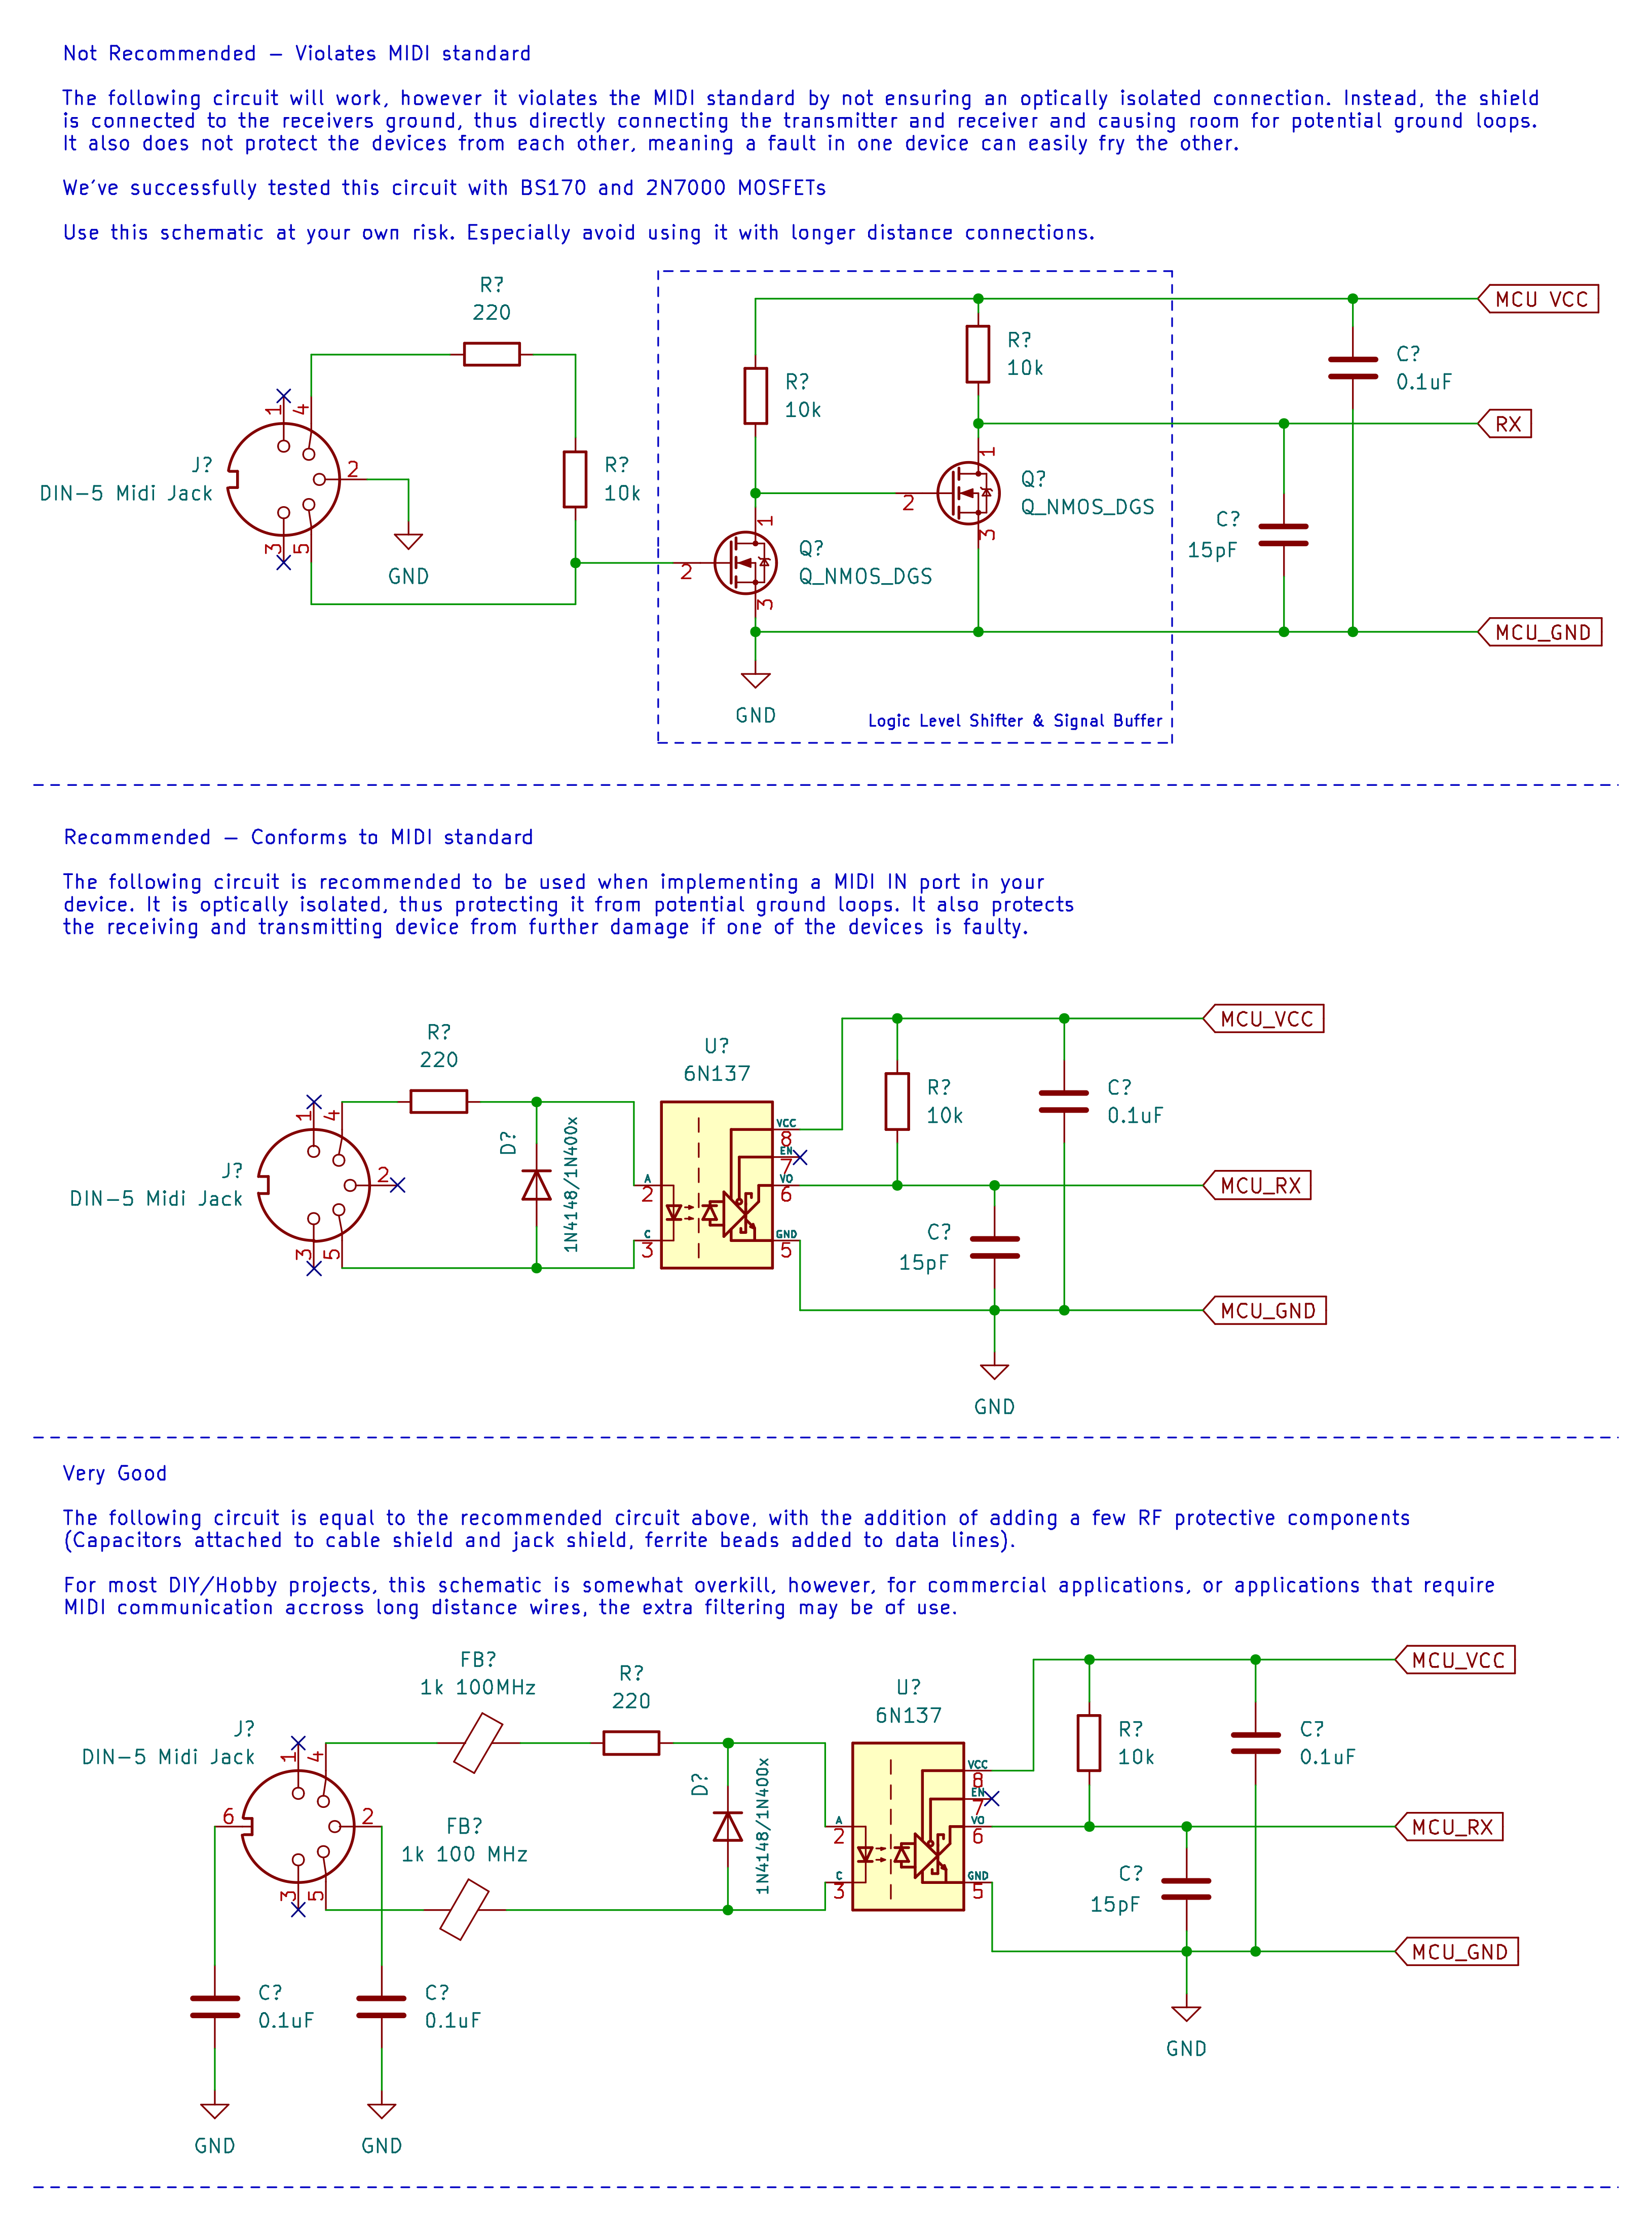 Not Recommended – Violates MIDI standard
The following circuit will work, however it violates the MIDI standard by not ensuring an optically isolated connection. Instead, the shield
is connected to the receivers ground, thus directly connecting the transmitter and receiver and causing room for potential ground loops.
It also does not protect the devices from each other, meaning a fault in one device can easily fry the other.
We've successfully tested this circuit with BS170 and 2N7000 MOSFETs
Use this schematic at your own risk. Especially avoid using it with longer distance connections.
R?
220
MCU VCC
R?
10k
C?
0.1uF
R?
10k
1
4
RX
J?
DIN-5 Midi Jack
2
R?
10k
1
2
3
Q?
Q_NMOS_DGS
C?
15pF
3
5
GND
1
2
3
Q?
Q_NMOS_DGS
MCU_GND
GND
Logic Level Shifter & Signal Buffer
Recommended – Conforms to MIDI standard
The following circuit is recommended to be used when implementing a MIDI IN port in your
device. It is optically isolated, thus protecting it from potential ground loops. It also protects
the receiving and transmitting device from further damage if one of the devices is faulty.
MCU_VCC
R?
220
U?
6N137
R?
10k
C?
0.1uF
1
4
D?
1N4148/1N400x
VCC
8
EN
7
J?
DIN-5 Midi Jack
2
A
2
VO
6
MCU_RX
3
5
C
3
GND
5
C?
15pF
MCU_GND
GND
Very Good
The following circuit is equal to the recommended circuit above, with the addition of adding a few RF protective components
(Capacitors attached to cable shield and jack shield, ferrite beads added to data lines).
For most DIY/Hobby projects, this schematic is somewhat overkill, however, for commercial applications, or applications that require
MIDI communication accross long distance wires, the extra filtering may be of use.
FB?
1k 100MHz
R?
220
U?
6N137
MCU_VCC
J?
DIN-5 Midi Jack
1
4
R?
10k
C?
0.1uF
D?
1N4148/1N400x
VCC
8
EN
7
6
2
FB?
1k 100 MHz
A
2
VO
6
MCU_RX
3
5
C
3
GND
5
C?
15pF
MCU_GND
C?
0.1uF
C?
0.1uF
GND
GND
GND